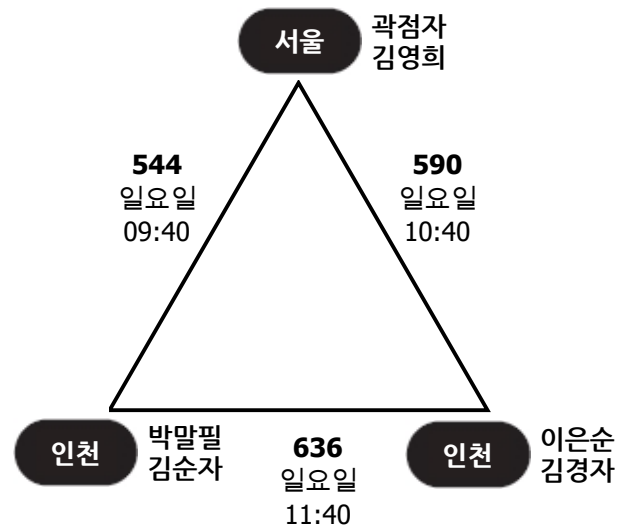 서울
곽점자
김영희
544
일요일
09:40
590
일요일
10:40
인천
박말필
김순자
636
일요일
11:40
인천
이은순
김경자